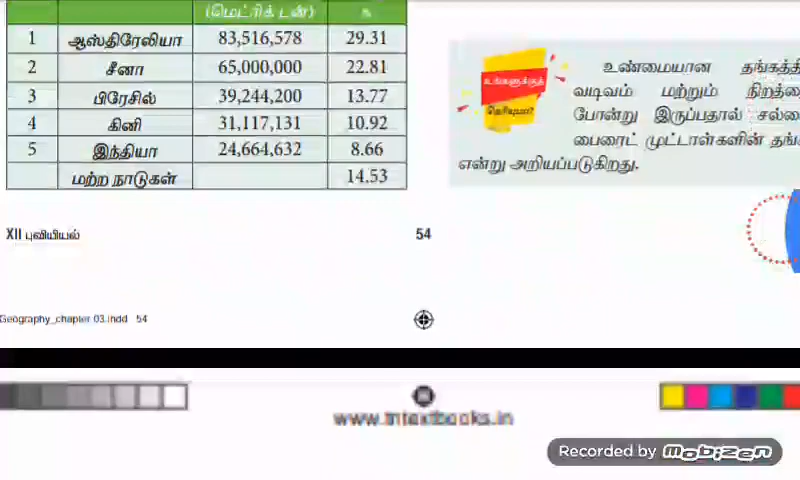 (மெட்ரிக் டன்) %
1 ஆஸ்திரேலியா 83,516,578 29.31
2 சீனா 65,000,000 22.81
3 பிரேசில் 39,244,200 13.77
4 கினி 31,117,131 10.92
5 இந்தியா 24,664,632 8.66
மற்ற நாடுகள் 14.53
XII புவியியல்
54
Geography_chapter 03.indd 54
உங்களுக்குத்
தெரியுமா?
உண்மையான
வடிவம் மற்றும்
போன்று இருப்பதால்
பைரைட் முட்டாள்களின்
என்று அறியப்படுகிறது.
www.tntextbooks.in
Recorded by mobizen